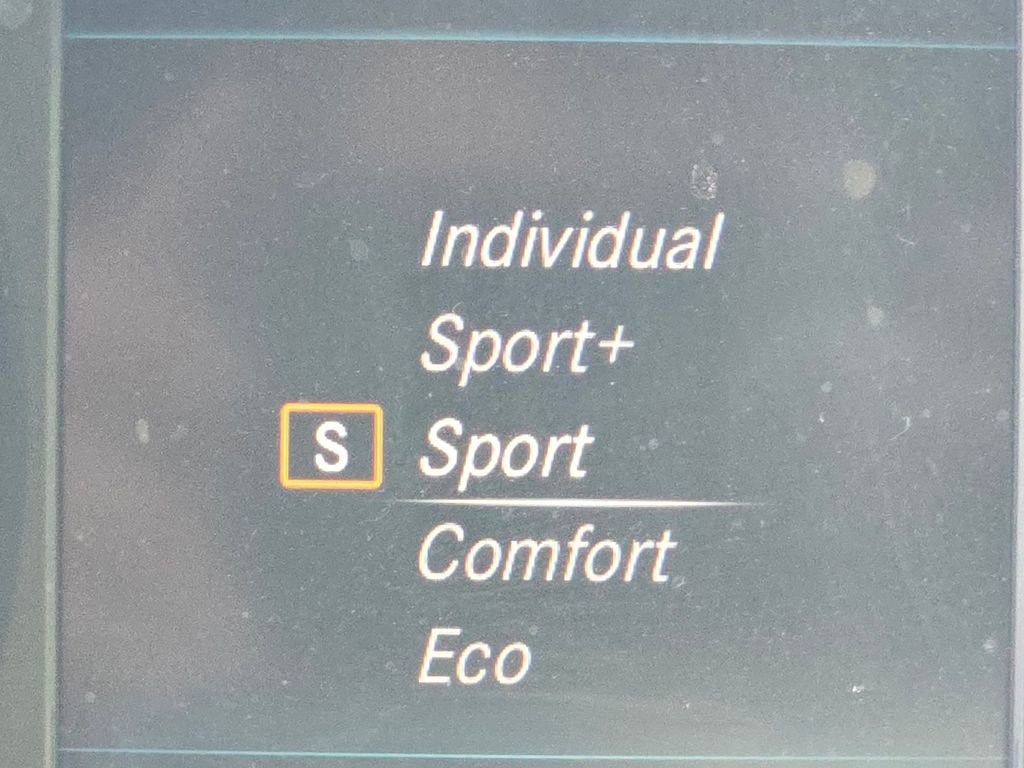 Individual
Sport+
S Sport
Comfort
Eco